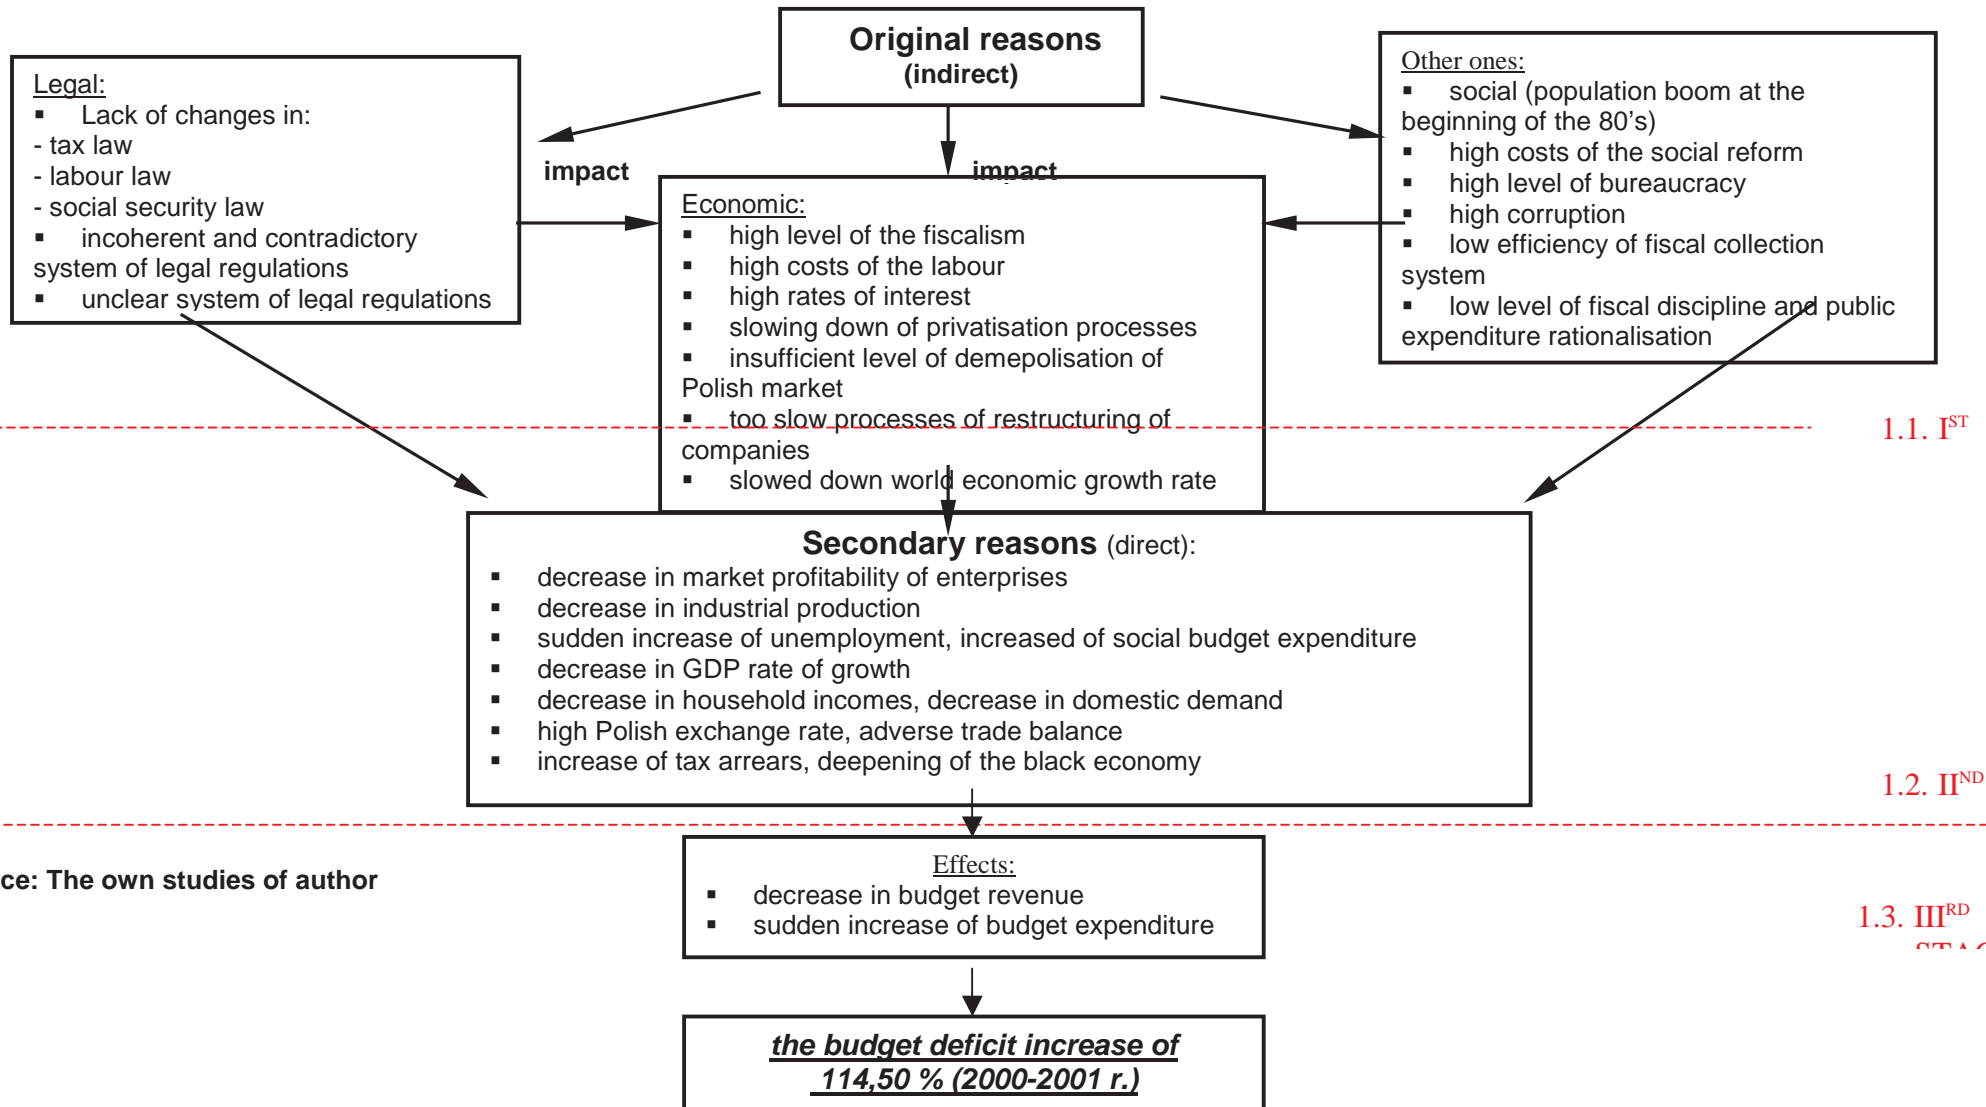 Original reasons
(indirect)
Legal:
▪ Lack of changes in:
- tax law
- labour law
- social security law
▪ incoherent and contradictory
system of legal regulations
▪ unclear system of legal regulations
impact
impact
Economic:
▪ high level of the fiscalism
▪ high costs of the labour
▪ high rates of interest
▪ slowing down of privatisation processes
▪ insufficient level of demepolisation of
Polish market
▪ too slow processes of restructuring of
companies
▪ slowed down world economic growth rate
Other ones:
▪ social (population boom at the
beginning of the 80’s)
▪ high costs of the social reform
▪ high level of bureaucracy
▪ high corruption
▪ low efficiency of fiscal collection
system
▪ low level of fiscal discipline and public
expenditure rationalisation
1.1. I^ST
Secondary reasons (direct):
▪ decrease in market profitability of enterprises
▪ decrease in industrial production
▪ sudden increase of unemployment, increased of social budget expenditure
▪ decrease in GDP rate of growth
▪ decrease in household incomes, decrease in domestic demand
▪ high Polish exchange rate, adverse trade balance
▪ increase of tax arrears, deepening of the black economy
1.2. II^ND
Effects:
▪ decrease in budget revenue
▪ sudden increase of budget expenditure
ce: The own studies of author
1.3. III^RD
the budget deficit increase of
114,50 % (2000-2001 r.)